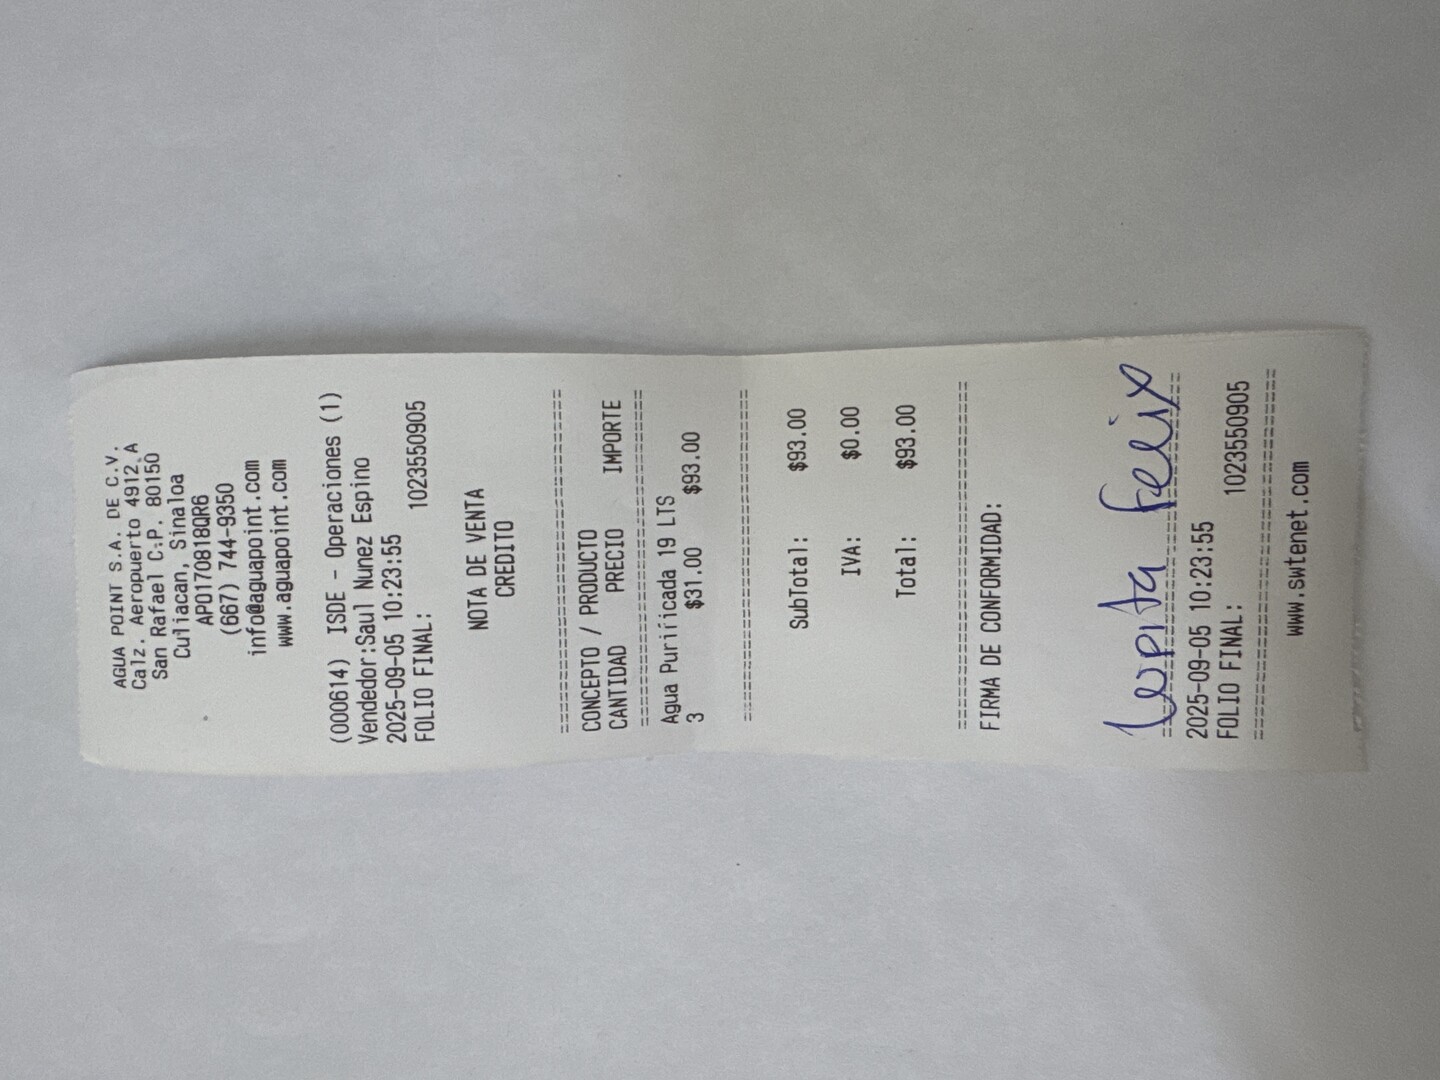 AGUA POINT S.A. DE C.V.
Calz. Aeropuerto 4912 A
San Rafael C.P. 80150
Culiacan, Sinaloa
APO170818QR6
(667) 744-9350
info@aguapoint.com
www.aguapoint.com
(000614) ISDE - Operaciones (1)
Vendedor:Saul Nunez Espino
2025-09-05 10:23:55
FOLIO FINAL: 1023550905
NOTA DE VENTA
CREDITO
================================
CONCEPTO / PRODUCTO
CANTIDAD PRECIO IMPORTE
================================
Agua Purificada 19 LTS
3 $31.00 $93.00
================================
SubTotal: $93.00
IVA: $0.00
Total: $93.00
================================
FIRMA DE CONFORMIDAD:
Lupita Felix
================================
2025-09-05 10:23:55
FOLIO FINAL: 1023550905
================================
www.swtenet.com